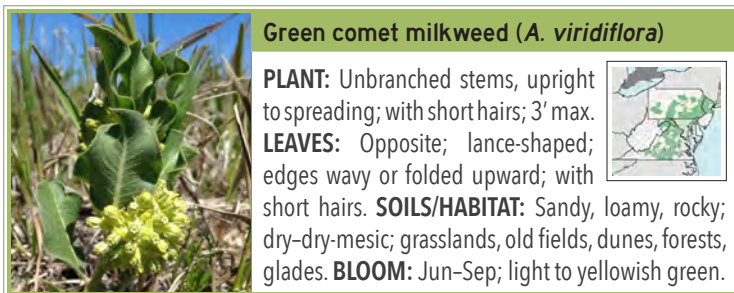 Green comet milkweed (A. viridiflora)
PLANT: Unbranched stems, upright
to spreading; with short hairs; 3’ max.
LEAVES: Opposite; lance-shaped;
edges wavy or folded upward; with
short hairs. SOILS/HABITAT: Sandy, loamy, rocky;
dry–dry-mesic; grasslands, old fields, dunes, forests,
glades. BLOOM: Jun–Sep; light to yellowish green.